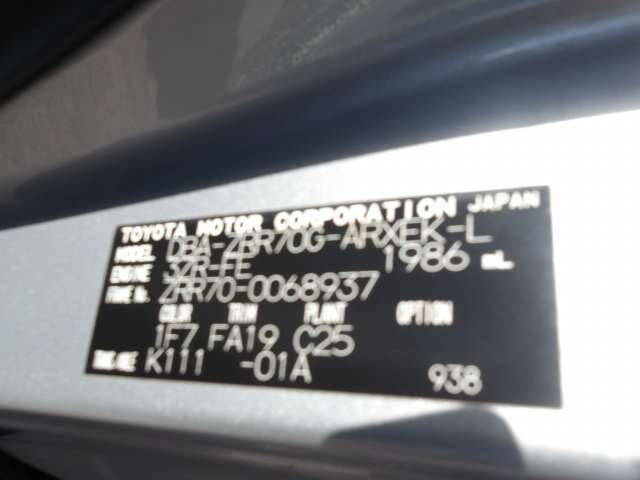 TOYOTA MOTOR CORPORATION JAPAN
MODEL DBA-ZRR70G-ARXEK-L
ENGINE 3ZR-FE 1986 mL
FRAME No. ZRR70-0068937
COLOR TRIM PLANT OPTION
1F7 FA19 C25
TRANS./AXLE K111 -01A 938